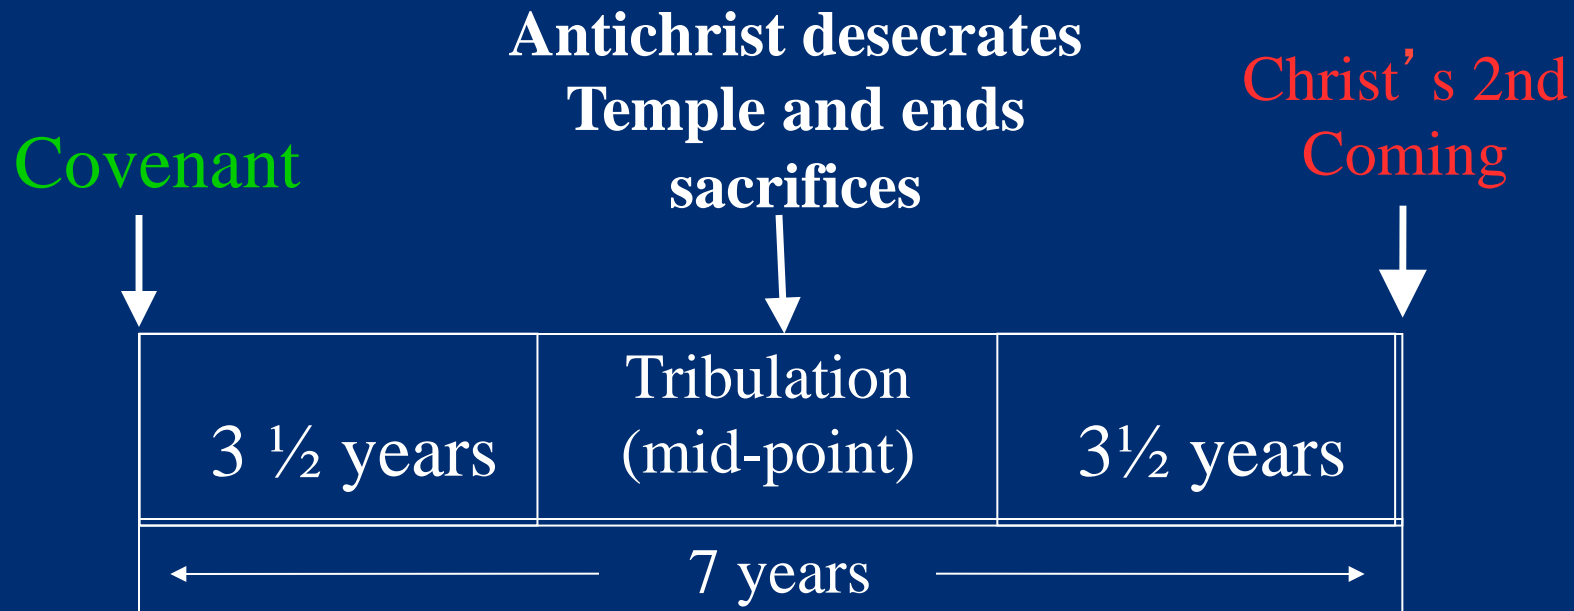 Antichrist desecrates
Temple and ends
sacrifices
Covenant
Christ’s 2nd
Coming
3 ½ years
Tribulation
(mid-point)
3½ years
7 years